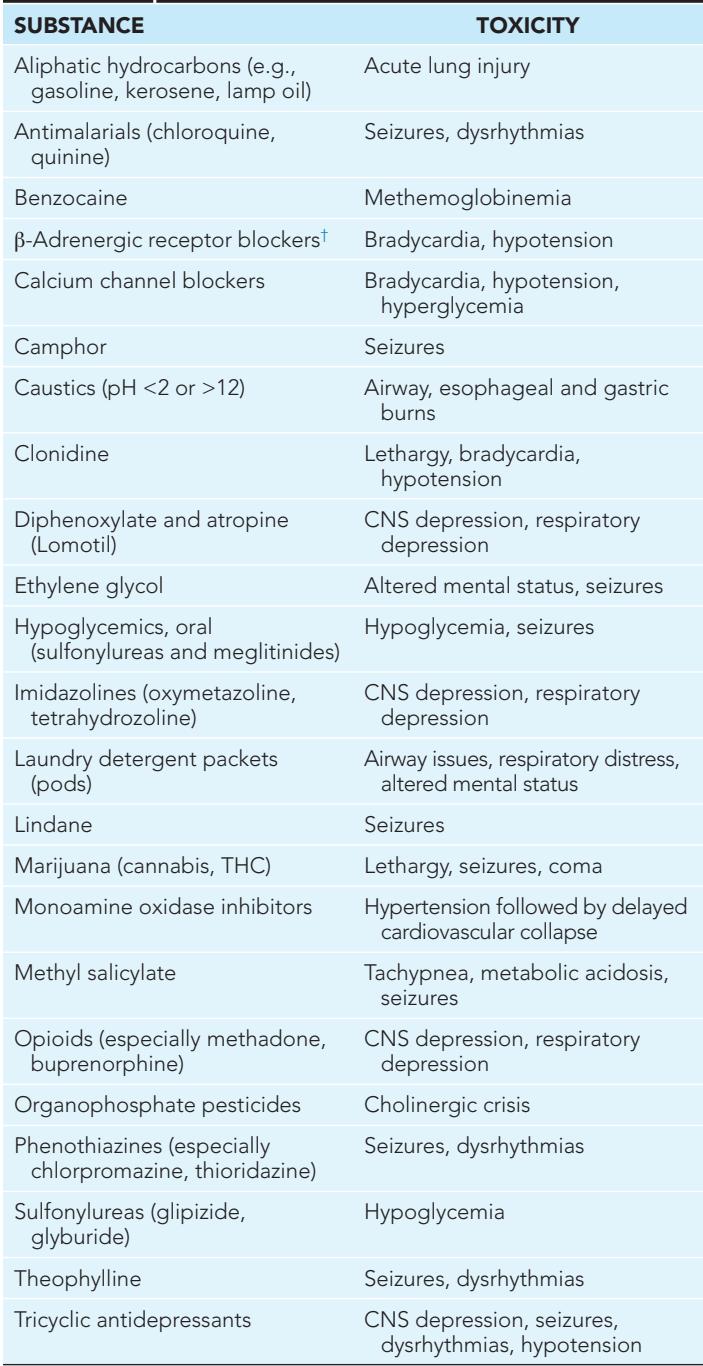 SUBSTANCE TOXICITY
Aliphatic hydrocarbons (e.g., Acute lung injury
gasoline, kerosene, lamp oil)
Antimalarials (chloroquine, Seizures, dysrhythmias
quinine)
Benzocaine Methemoglobinemia
β-Adrenergic receptor blockers† Bradycardia, hypotension
Calcium channel blockers Bradycardia, hypotension,
hyperglycemia
Camphor Seizures
Caustics (pH <2 or >12) Airway, esophageal and gastric
burns
Clonidine Lethargy, bradycardia,
hypotension
Diphenoxylate and atropine CNS depression, respiratory
(Lomotil) depression
Ethylene glycol Altered mental status, seizures
Hypoglycemics, oral Hypoglycemia, seizures
(sulfonylureas and meglitinides)
Imidazolines (oxymetazoline, CNS depression, respiratory
tetrahydrozoline) depression
Laundry detergent packets Airway issues, respiratory distress,
(pods) altered mental status
Lindane Seizures
Marijuana (cannabis, THC) Lethargy, seizures, coma
Monoamine oxidase inhibitors Hypertension followed by delayed
cardiovascular collapse
Methyl salicylate Tachypnea, metabolic acidosis,
seizures
Opioids (especially methadone, CNS depression, respiratory
buprenorphine) depression
Organophosphate pesticides Cholinergic crisis
Phenothiazines (especially Seizures, dysrhythmias
chlorpromazine, thioridazine)
Sulfonylureas (glipizide, Hypoglycemia
glyburide)
Theophylline Seizures, dysrhythmias
Tricyclic antidepressants CNS depression, seizures,
dysrhythmias, hypotension